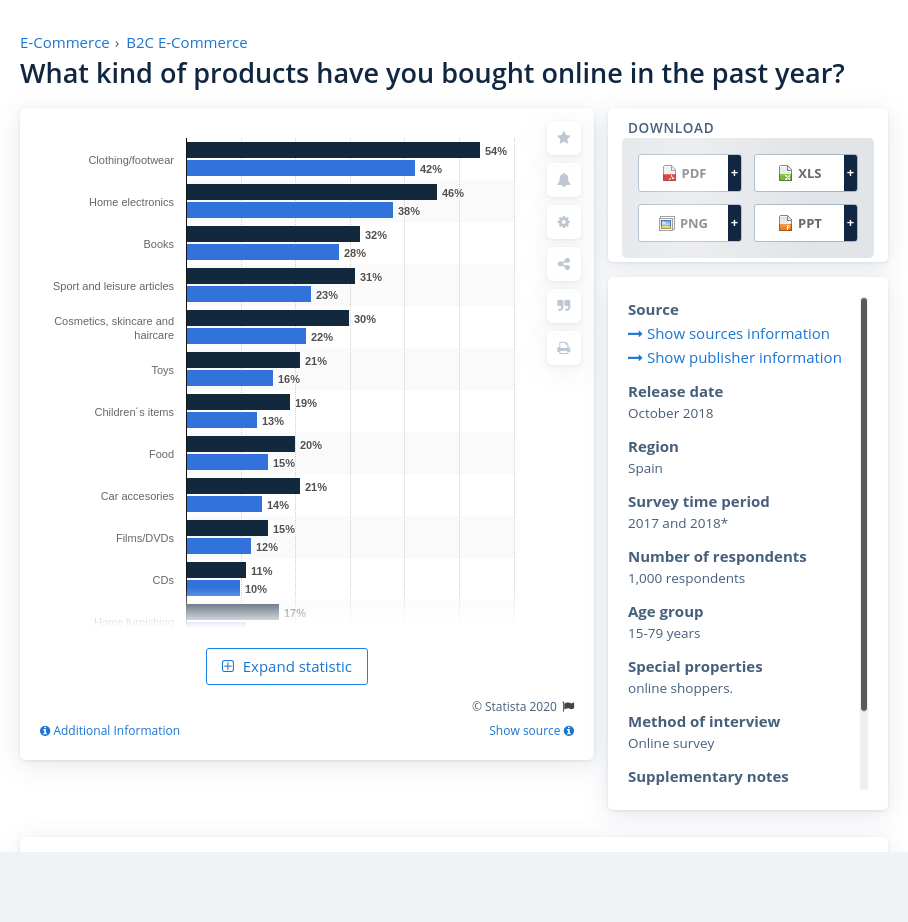 E-Commerce › B2C E-Commerce
What kind of products have you bought online in the past year?
Clothing/footwear
54%
42%
Home electronics
46%
38%
Books
32%
28%
Sport and leisure articles
31%
23%
Cosmetics, skincare and
haircare
30%
22%
Toys
21%
16%
Children´s items
19%
13%
Food
20%
15%
Car accesories
21%
14%
Films/DVDs
15%
12%
CDs
11%
10%
Home furnishing
17%
Expand statistic
© Statista 2020
Additional Information
Show source
DOWNLOAD
PDF +
XLS +
PNG +
PPT +
Source
Show sources information
Show publisher information
Release date
October 2018
Region
Spain
Survey time period
2017 and 2018*
Number of respondents
1,000 respondents
Age group
15-79 years
Special properties
online shoppers.
Method of interview
Online survey
Supplementary notes